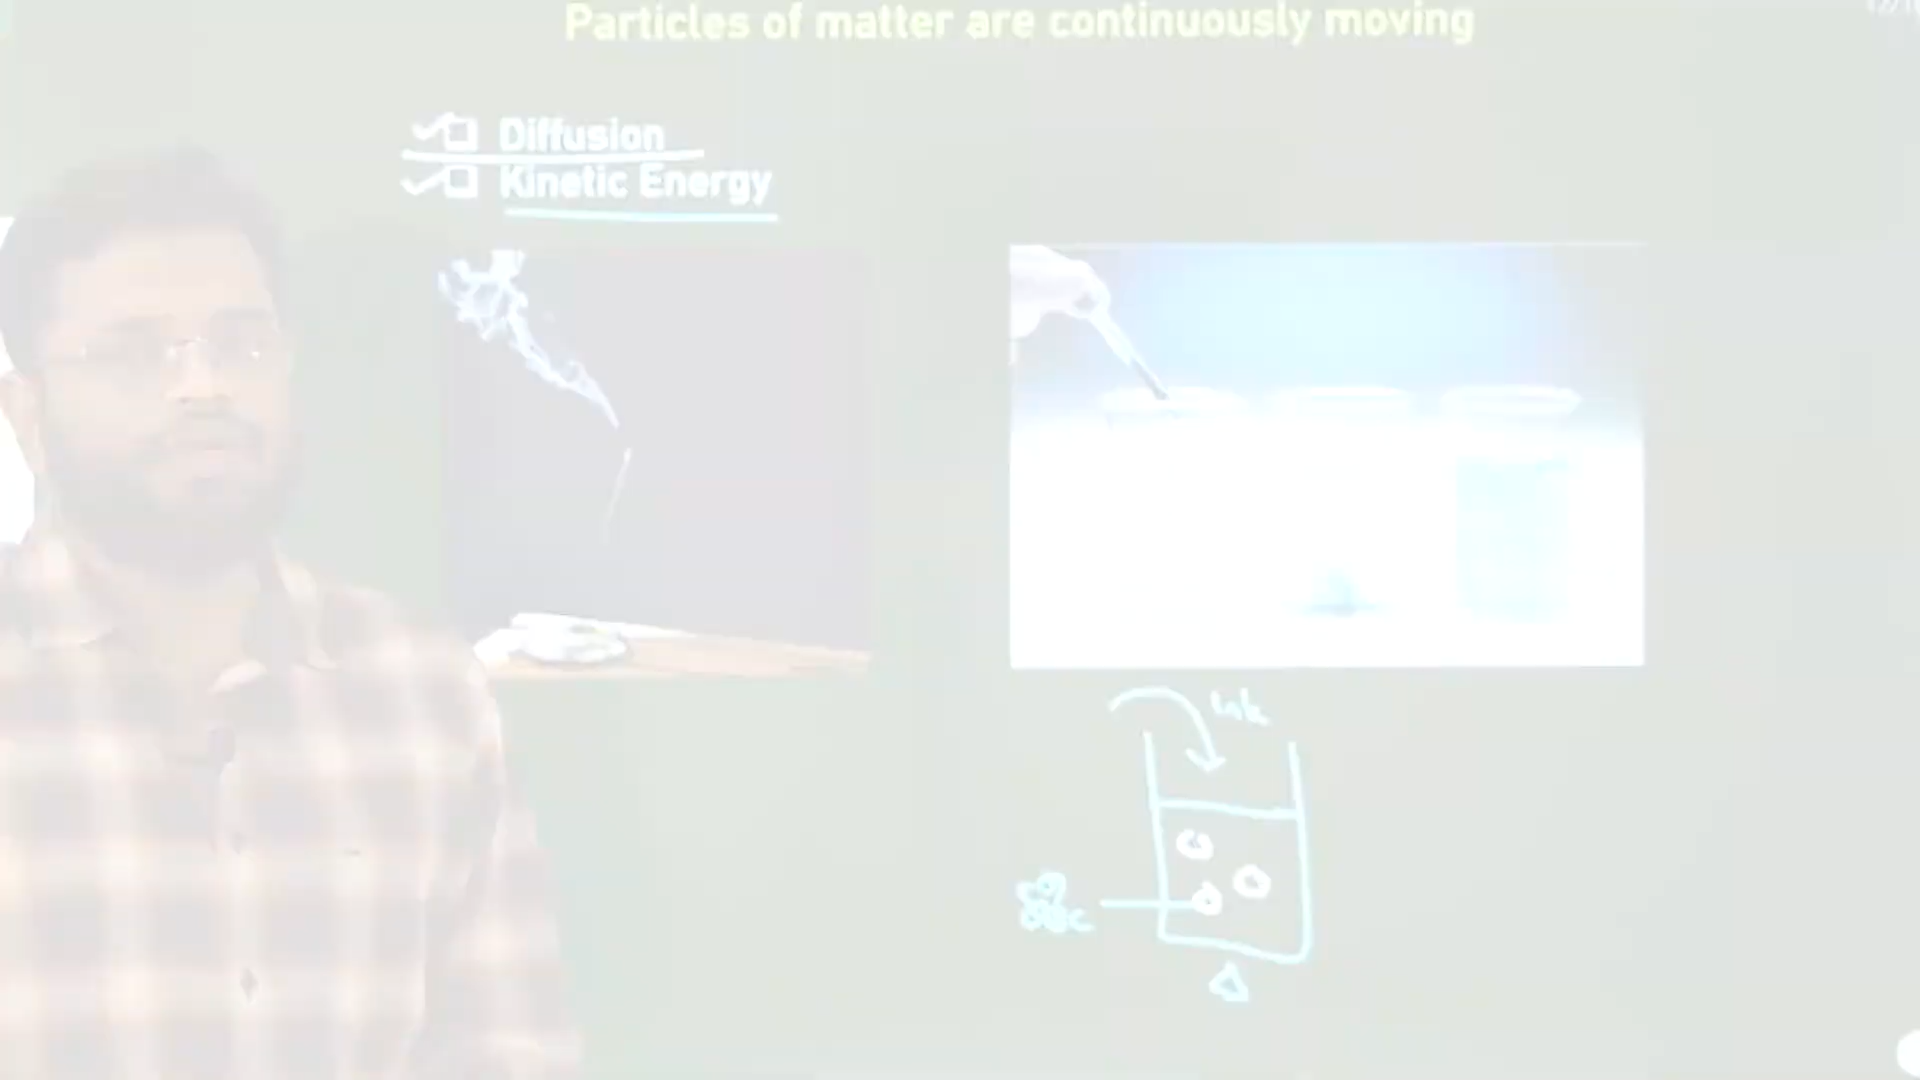 Particles of matter are continuously moving
Diffusion
Kinetic Energy
Ink